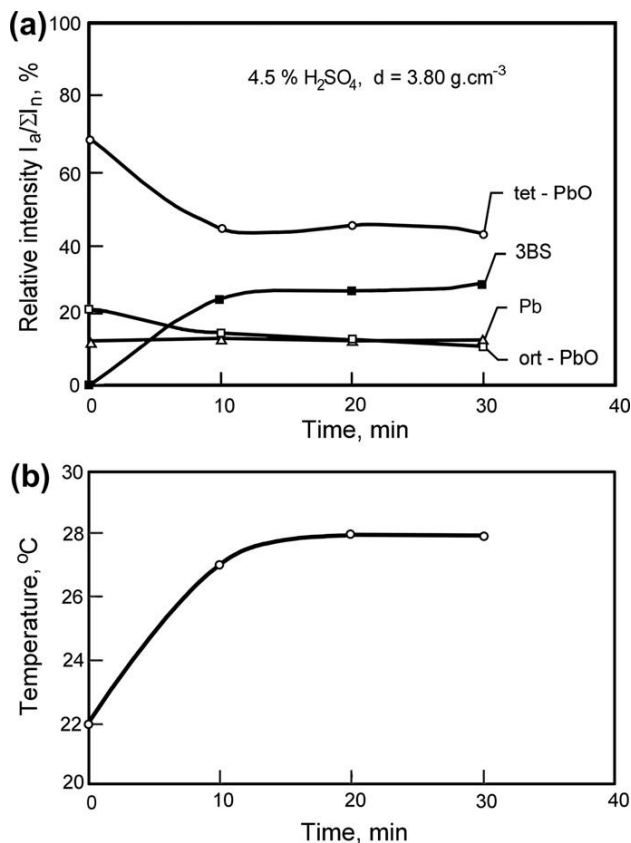 (a)
100
80
60
40
20
0
Relative intensity Iₐ/ΣIₙ, %
4.5 % H₂SO₄, d = 3.80 g.cm⁻³
tet - PbO
3BS
Pb
ort - PbO
0 10 20 30 40
Time, min
(b)
30
28
26
24
22
20
Temperature, °C
0 10 20 30 40
Time, min